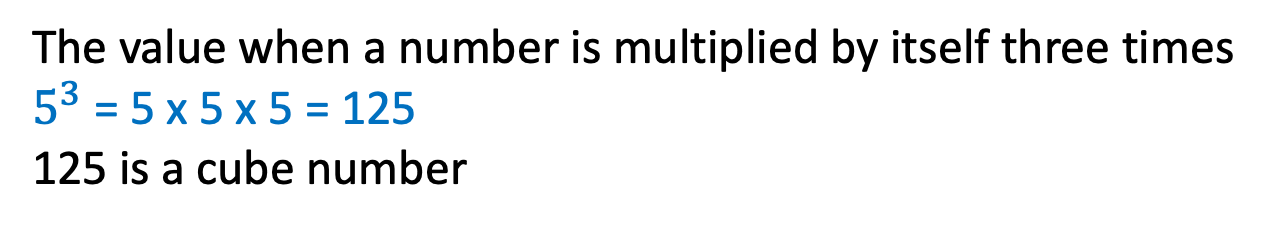 The value when a number is multiplied by itself three times
5³ = 5 x 5 x 5 = 125
125 is a cube number